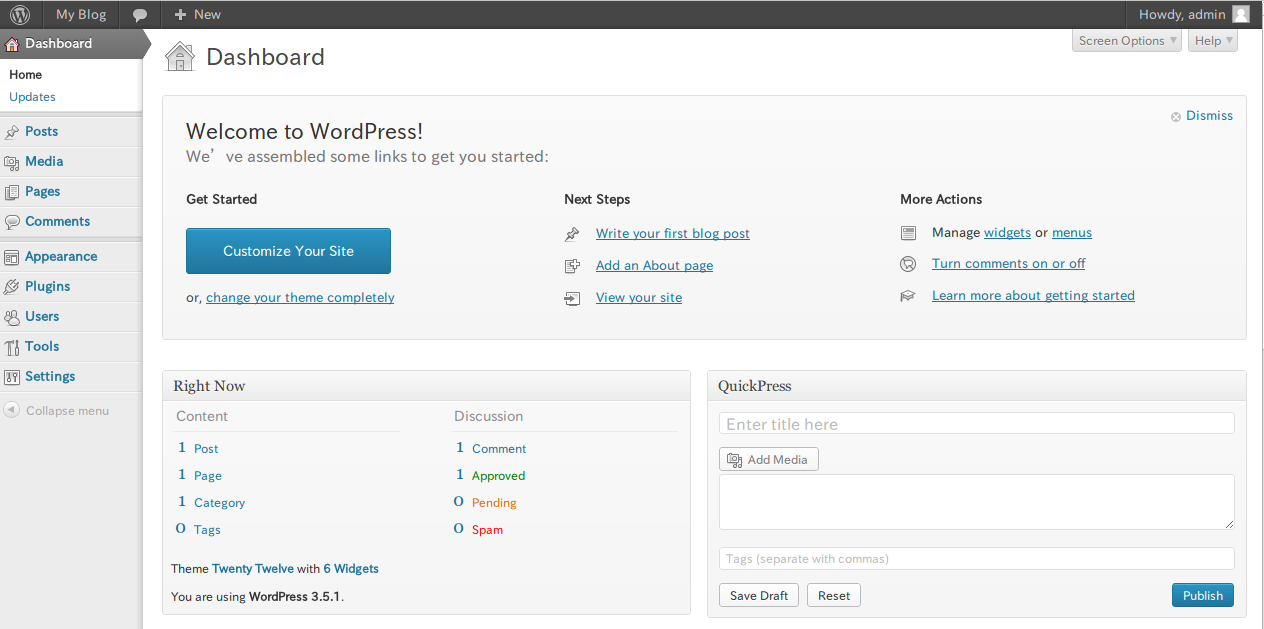 My Blog New Howdy, admin
Dashboard
Home
Updates
Posts
Media
Pages
Comments
Appearance
Plugins
Users
Tools
Settings
Collapse menu
Screen Options Help
Dashboard
Dismiss
Welcome to WordPress!
We’ve assembled some links to get you started:
Get Started
Customize Your Site
or, change your theme completely
Next Steps
Write your first blog post
Add an About page
View your site
More Actions
Manage widgets or menus
Turn comments on or off
Learn more about getting started
Right Now
Content
1 Post
1 Page
1 Category
0 Tags
Discussion
1 Comment
1 Approved
0 Pending
0 Spam
Theme Twenty Twelve with 6 Widgets
You are using WordPress 3.5.1.
QuickPress
Enter title here
Add Media
Tags (separate with commas)
Save Draft Reset Publish